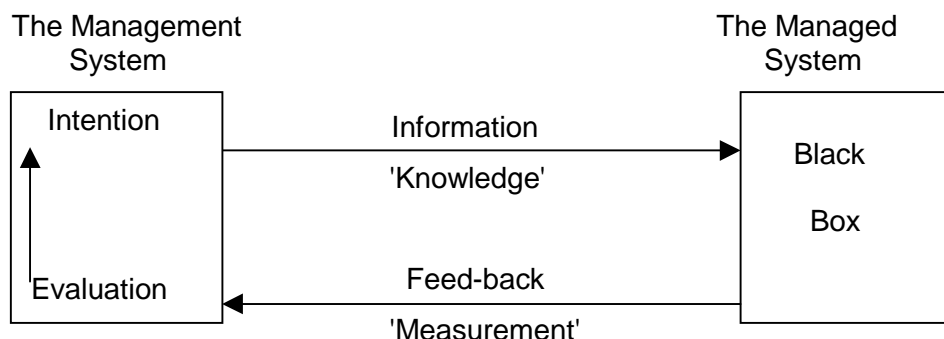 The Management
System
The Managed
System
Intention
Information
'Knowledge'
Black
Box
Evaluation
Feed-back
'Measurement'